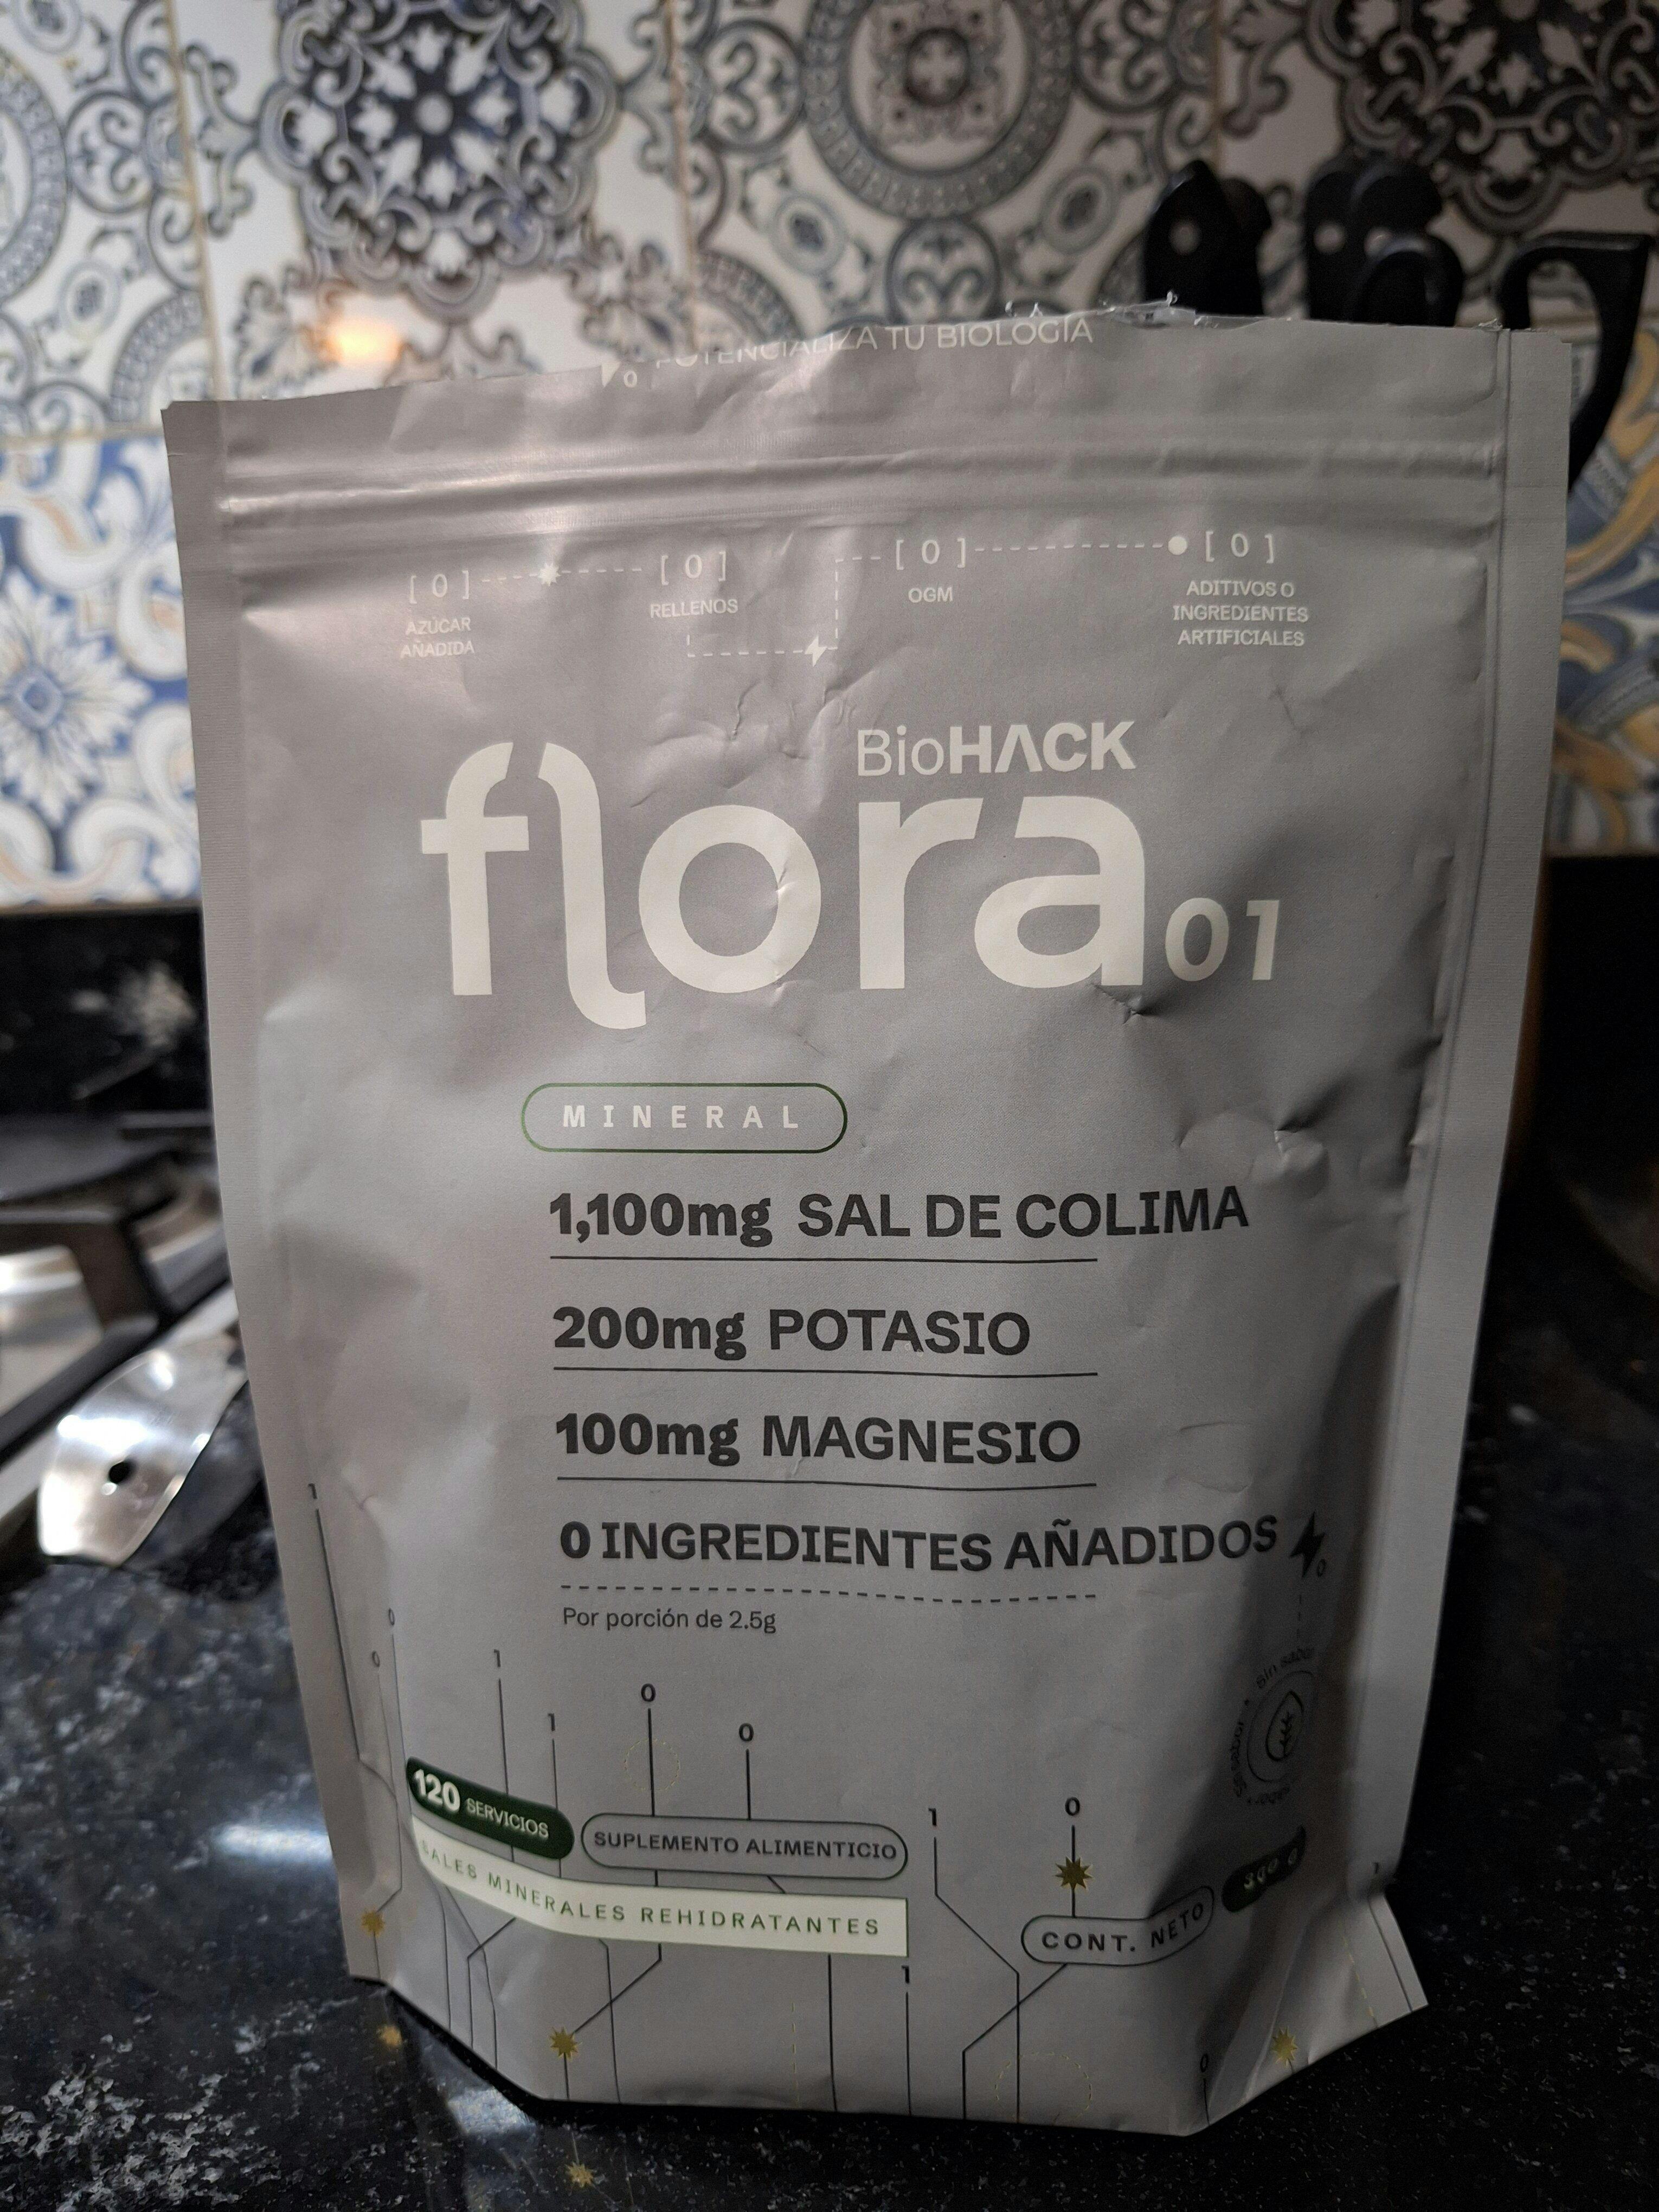 POTENCIALIZA TU BIOLOGÍA
[ 0 ] [ 0 ] [ 0 ] [ 0 ]
AZÚCAR
AÑADIDA
RELLENOS
OGM
ADITIVOS O
INGREDIENTES
ARTIFICIALES
BioHACK
flora 01
MINERAL
1,100mg SAL DE COLIMA
200mg POTASIO
100mg MAGNESIO
0 INGREDIENTES AÑADIDOS
Por porción de 2.5g
120 SERVICIOS
SUPLEMENTO ALIMENTICIO
SALES MINERALES REHIDRATANTES
CONT. NETO
Sin sabor